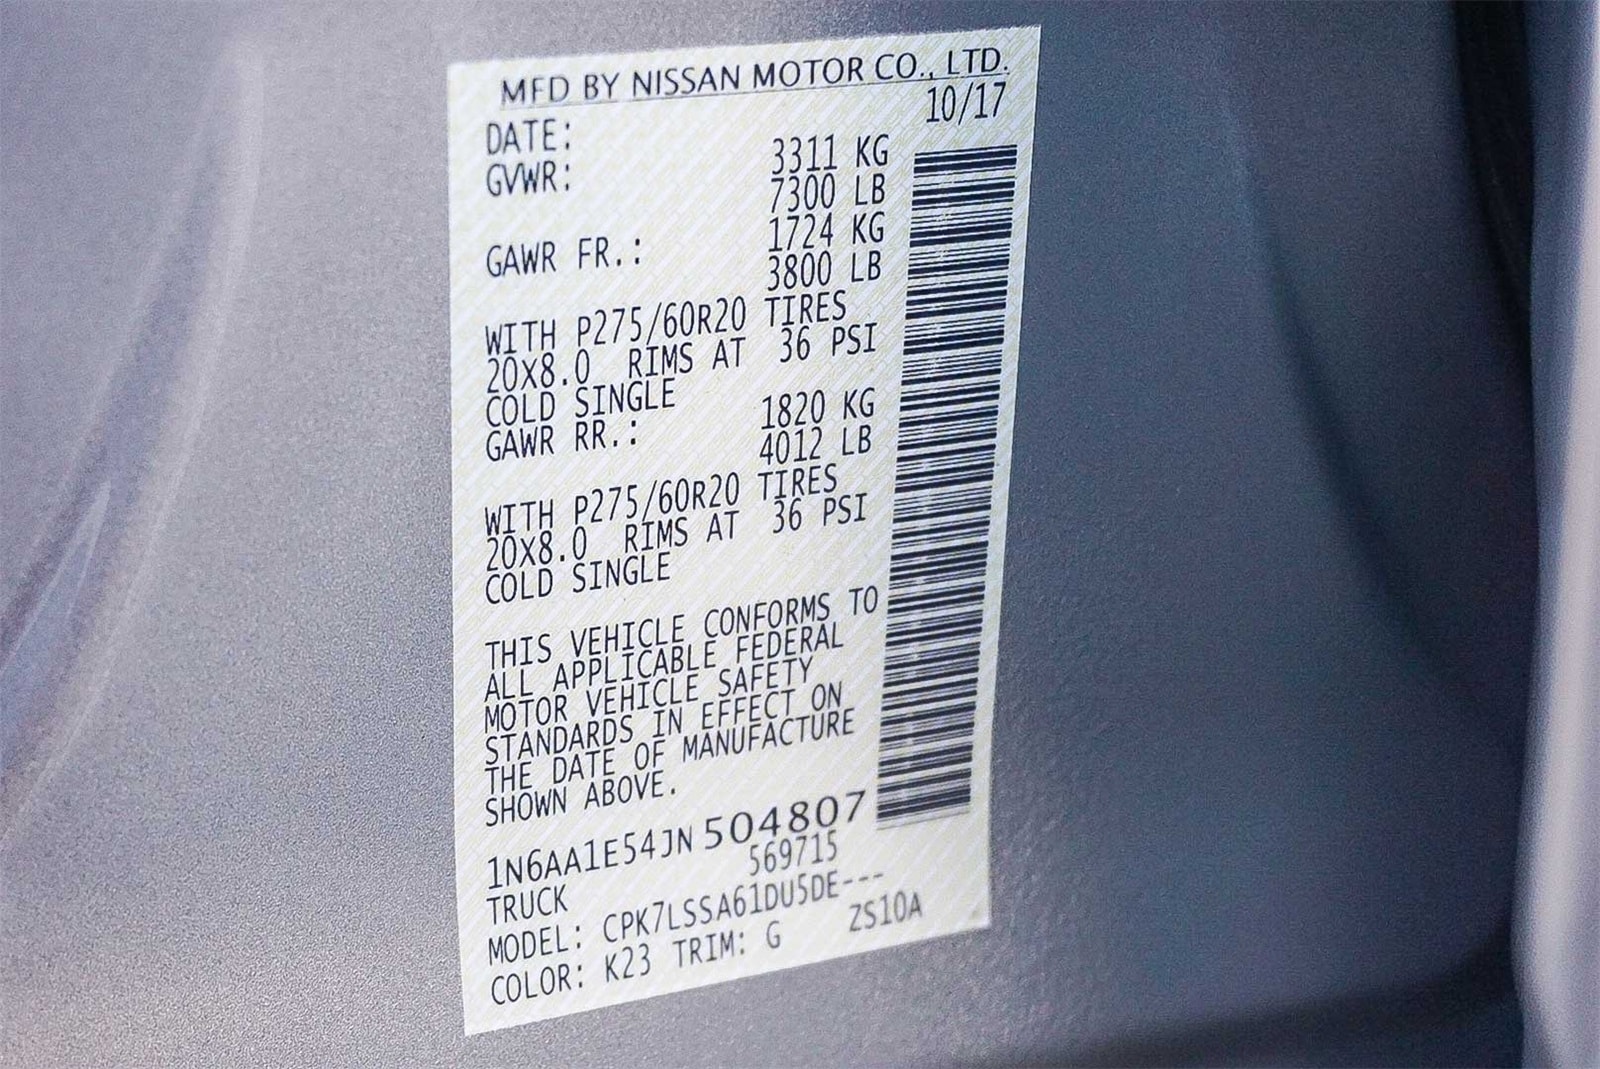 MFD BY NISSAN MOTOR CO., LTD.
DATE: 10/17
GVWR: 3311 KG
7300 LB
GAWR FR.: 1724 KG
3800 LB
WITH P275/60R20 TIRES
20X8.0 RIMS AT 36 PSI
COLD SINGLE
GAWR RR.: 1820 KG
4012 LB
WITH P275/60R20 TIRES
20X8.0 RIMS AT 36 PSI
COLD SINGLE
THIS VEHICLE CONFORMS TO
ALL APPLICABLE FEDERAL
MOTOR VEHICLE SAFETY
STANDARDS IN EFFECT ON
THE DATE OF MANUFACTURE
SHOWN ABOVE.
1N6AA1E54JN504807
TRUCK 569715
MODEL: CPK7LSSA61DU5DE---
COLOR: K23 TRIM: G ZS10A